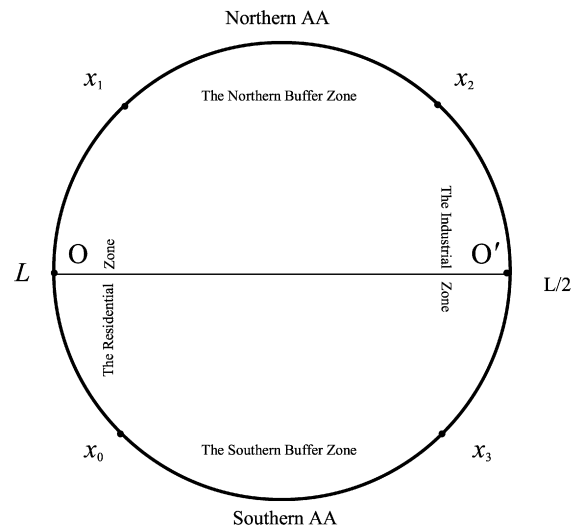 Northern AA
x1
x2
The Northern Buffer Zone
O
The Residential Zone
The Industrial Zone
O′
L
L/2
x0
The Southern Buffer Zone
x3
Southern AA